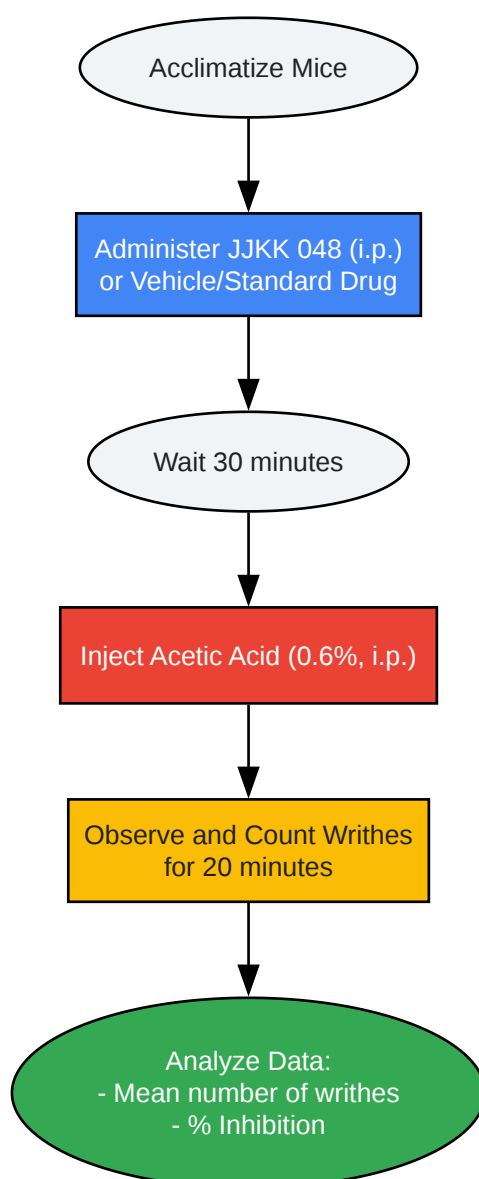 Acclimatize Mice
Administer JJKK 048 (i.p.)
or Vehicle/Standard Drug
Wait 30 minutes
Inject Acetic Acid (0.6%, i.p.)
Observe and Count Writhes
for 20 minutes
Analyze Data:
- Mean number of writhes
- % Inhibition